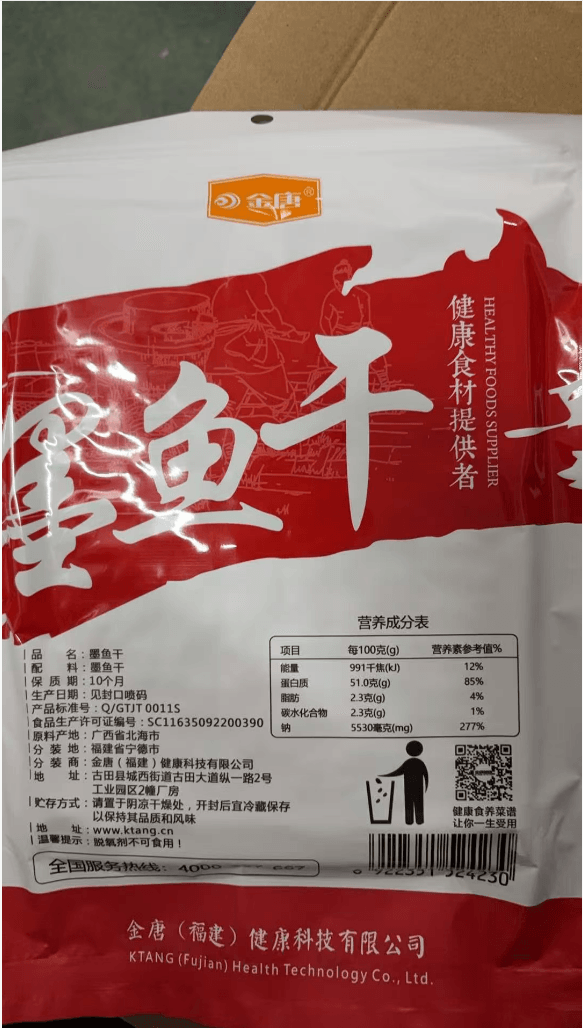 金唐®
墨鱼干
健康食材提供者
HEALTHY FOODS SUPPLIER
营养成分表
项目 每100克(g) 营养素参考值%
能量 991千焦(kJ) 12%
蛋白质 51.0克(g) 85%
脂肪 2.3克(g) 4%
碳水化合物 2.3克(g) 1%
钠 5530毫克(mg) 277%
品 名：墨鱼干
配 料：墨鱼干
保 质 期：10个月
生产日期：见封口喷码
产品标准号：Q/GTJT 0011S
食品生产许可证编号：SC11635092200390
原料产地：广西省北海市
分 装 地：福建省宁德市
分 装 商：金唐（福建）健康科技有限公司
地 址：古田县城西街道古田大道纵一路2号
工业园区2幢厂房
贮存方式：请置于阴凉干燥处，开封后宜冷藏保存
以保持其品质和风味
地 址：www.ktang.cn
温馨提示：脱氧剂不可食用！
健康食养菜谱
让你一生受用
全国服务热线：
金唐（福建）健康科技有限公司
KTANG (Fujian) Health Technology Co., Ltd.